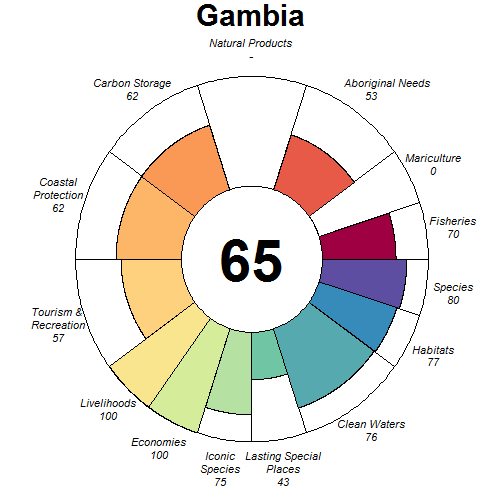 Gambia
Natural Products
-
Carbon Storage
62
Aboriginal Needs
53
Mariculture
0
Coastal
Protection
62
Fisheries
70
65
Species
80
Tourism &
Recreation
57
Habitats
77
Livelihoods
100
Clean Waters
76
Economies
100
Iconic
Species
75
Lasting Special
Places
43